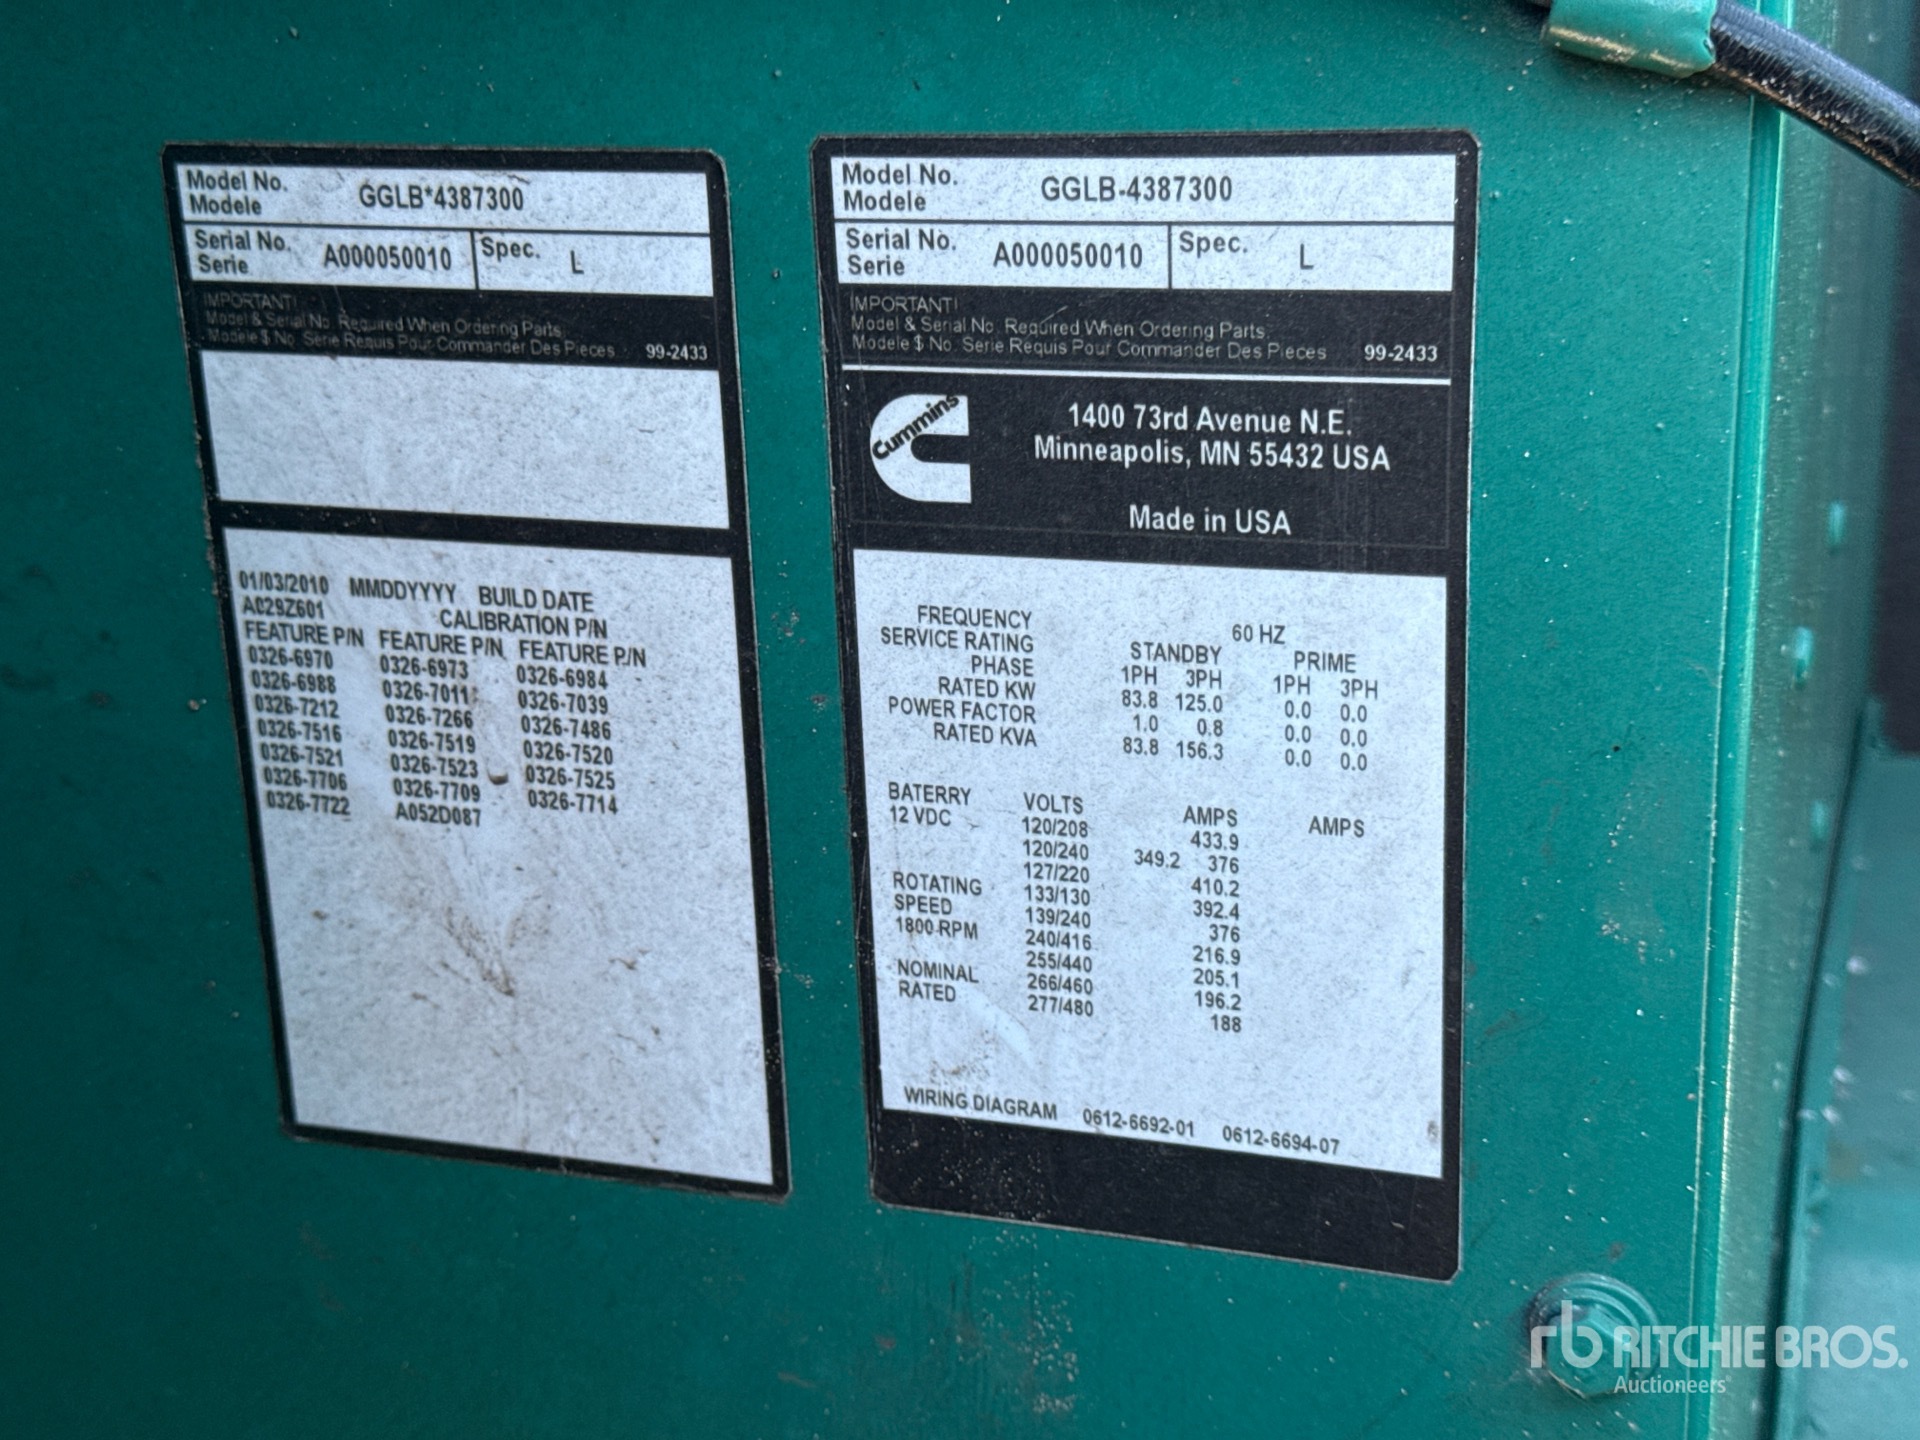 Model No. GGLB*4387300
Modele
Serial No. A000050010 Spec. L
Serie
IMPORTANT!
Model & Serial No. Required When Ordering Parts
Modele $ No. Serie Requis Pour Commander Des Pieces 99-2433
01/03/2010 MMDDYYYY BUILD DATE
A029Z601 CALIBRATION P/N
FEATURE P/N FEATURE P/N FEATURE P/N
0326-6970 0326-6973 0326-6984
0326-6988 0326-7011 0326-7039
0326-7212 0326-7266 0326-7486
0326-7516 0326-7519 0326-7520
0326-7521 0326-7523 0326-7525
0326-7706 0326-7709 0326-7714
0326-7722 A052D087
Model No. GGLB-4387300
Modele
Serial No. A000050010 Spec. L
Serie
IMPORTANT!
Model & Serial No. Required When Ordering Parts
Modele $ No. Serie Requis Pour Commander Des Pieces 99-2433
Cummins
1400 73rd Avenue N.E.
Minneapolis, MN 55432 USA
Made in USA
FREQUENCY 60 HZ
SERVICE RATING STANDBY PRIME
PHASE 1PH 3PH 1PH 3PH
RATED KW 83.8 125.0 0.0 0.0
POWER FACTOR 1.0 0.8 0.0 0.0
RATED KVA 83.8 156.3 0.0 0.0
BATERRY VOLTS AMPS AMPS
12 VDC 120/208 433.9
120/240 349.2 376
127/220 410.2
ROTATING 133/130 392.4
SPEED 139/240 376
1800 RPM 240/416 216.9
255/440 205.1
NOMINAL 266/460 196.2
RATED 277/480 188
WIRING DIAGRAM 0612-6692-01 0612-6694-07
rb RITCHIE BROS.
Auctioneers